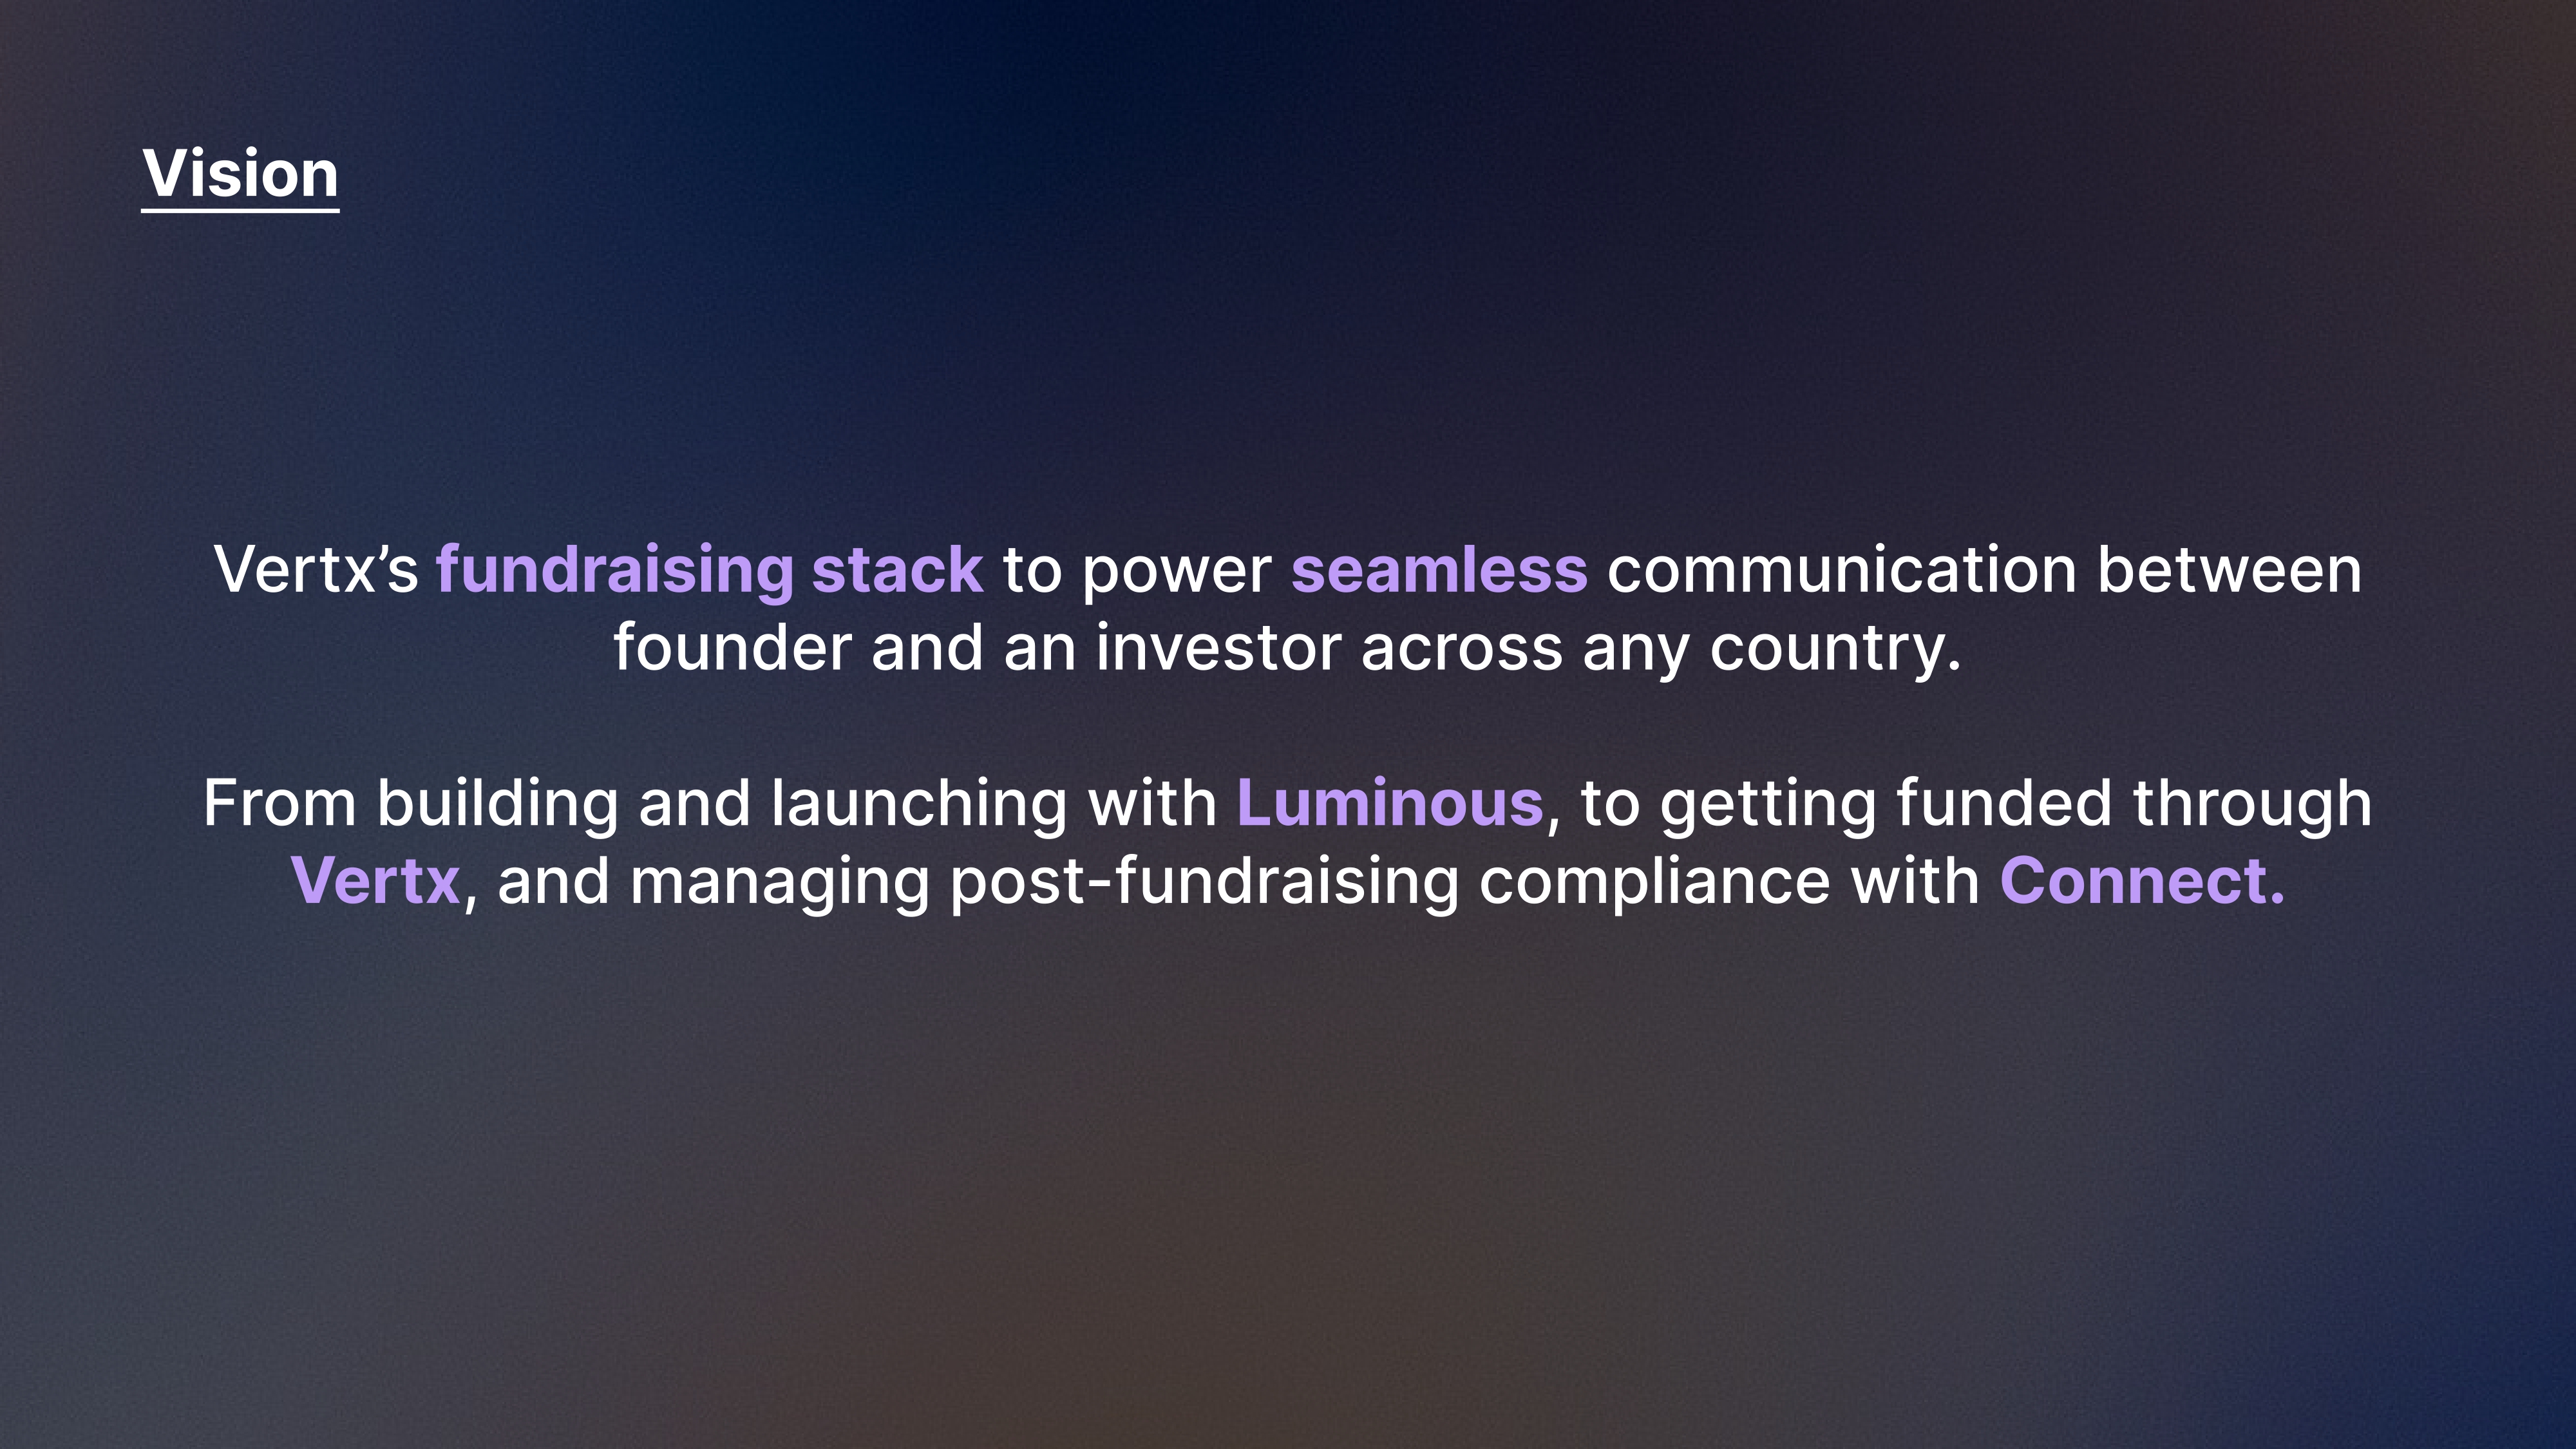 Vision
Vertx’s fundraising stack to power seamless communication between
founder and an investor across any country.
From building and launching with Luminous, to getting funded through
Vertx, and managing post-fundraising compliance with Connect.